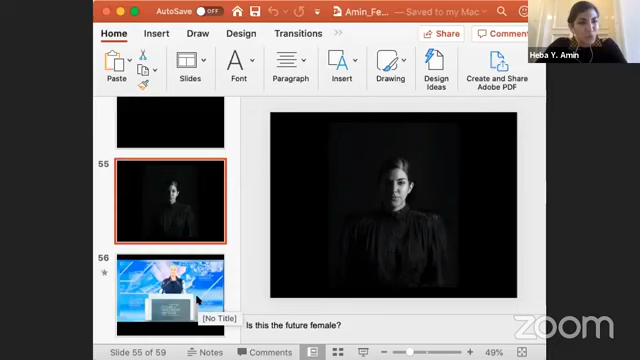 AutoSave OFF
Amin_Fe...
— Saved to my Mac
Home Insert Draw Design Transitions
Share
Commen
Paste
Slides
Font
Paragraph
Insert
Drawing
Design
Ideas
Create and Share
Adobe PDF
Heba Y. Amin
55
56
[No Title]
Is this the future female?
zoom
Slide 55 of 59
Notes
Comments
49%